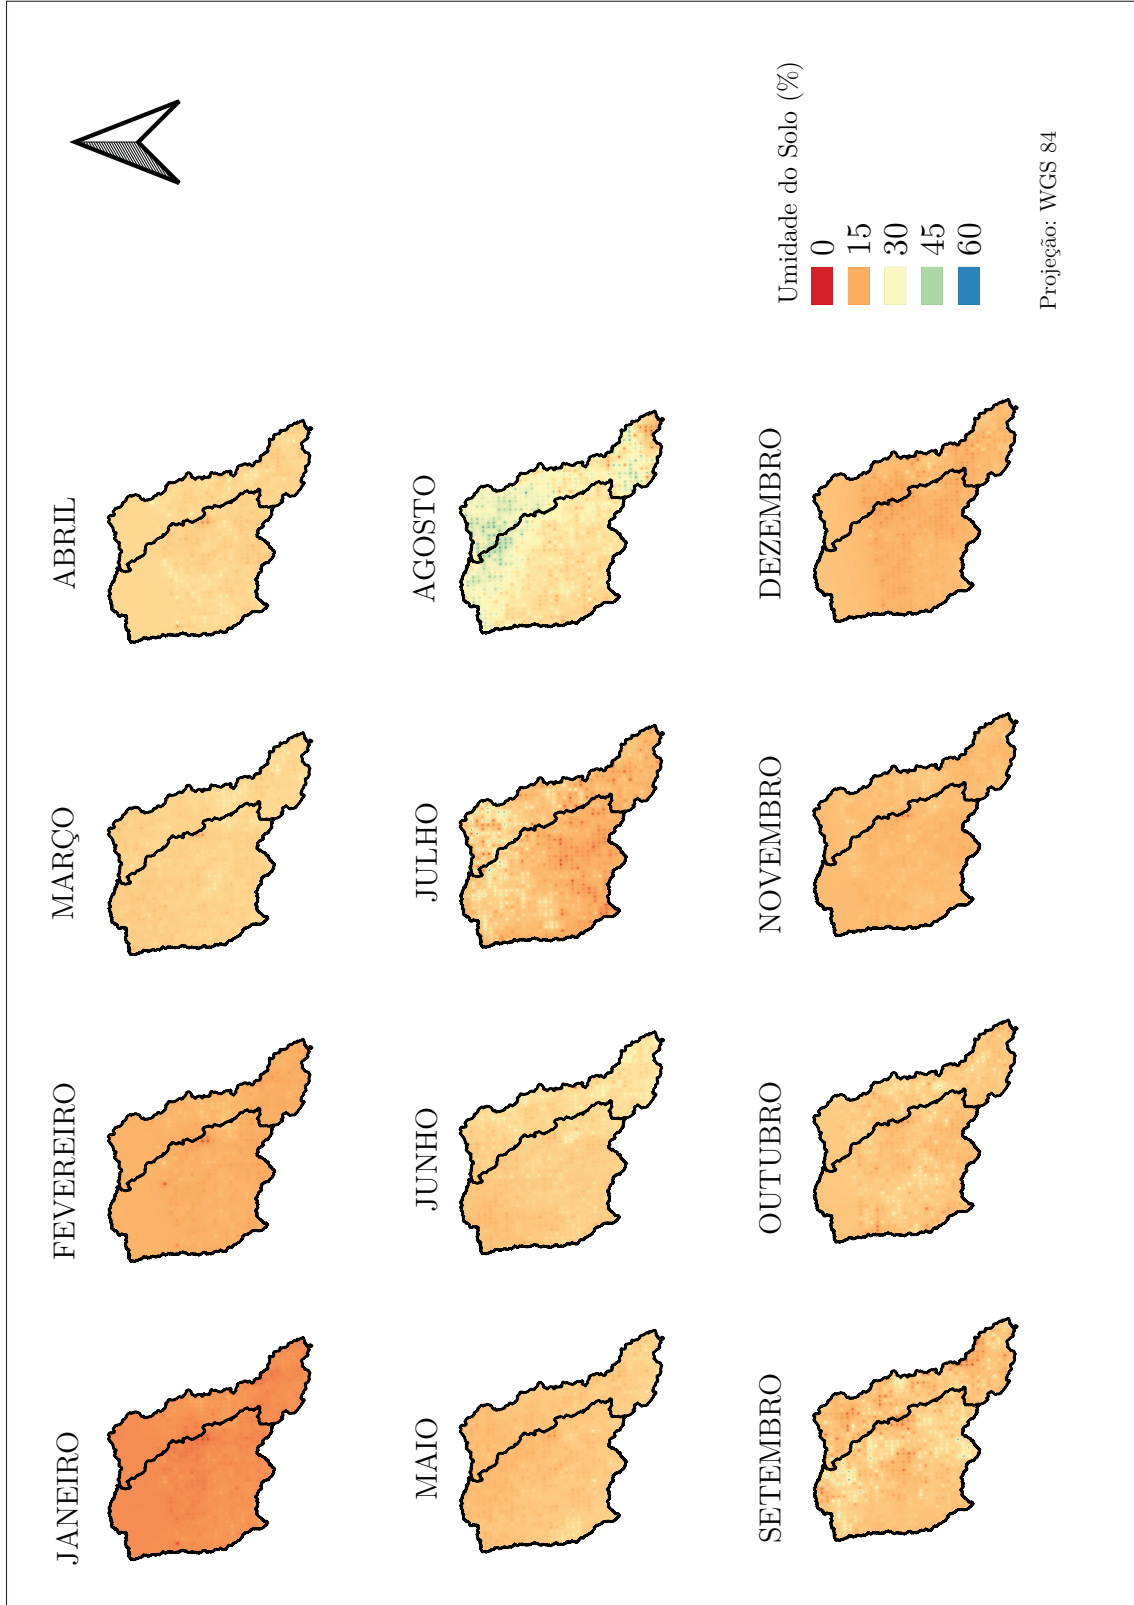 JANEIRO
FEVEREIRO
MARÇO
ABRIL
MAIO
JUNHO
JULHO
AGOSTO
SETEMBRO
OUTUBRO
NOVEMBRO
DEZEMBRO
Umidade do Solo (%)
0
15
30
45
60
Projeção: WGS 84